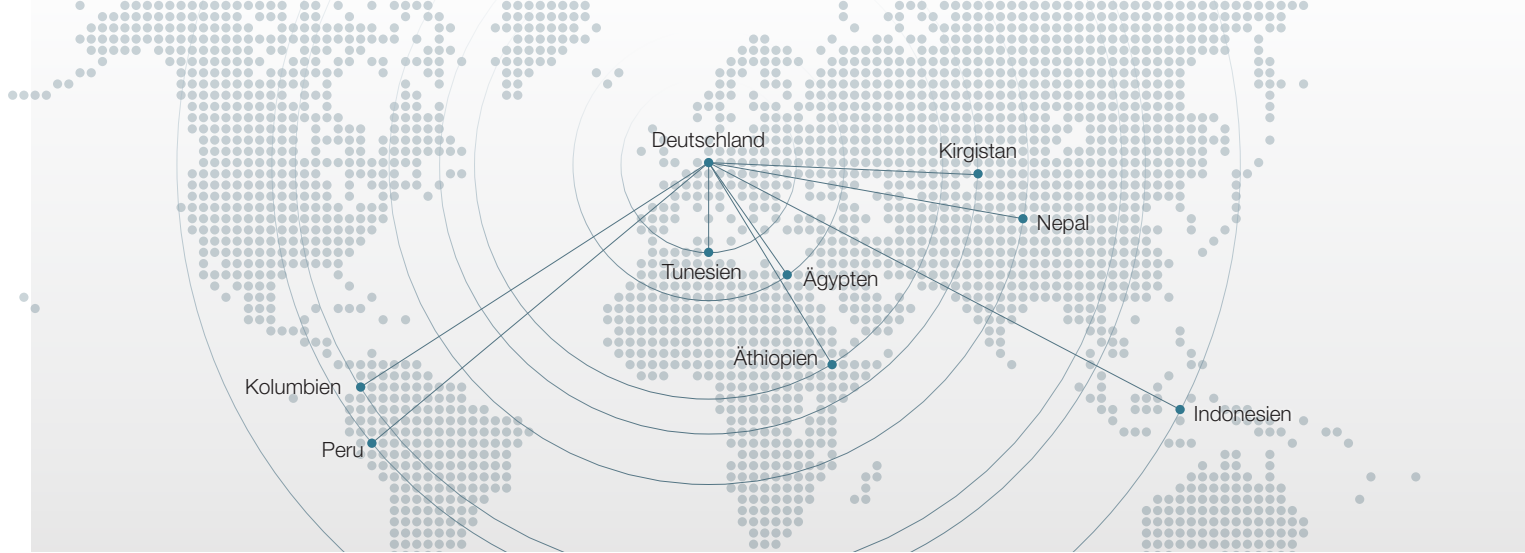 Deutschland
Kirgistan
Nepal
Tunesien
Ägypten
Äthiopien
Kolumbien
Indonesien
Peru